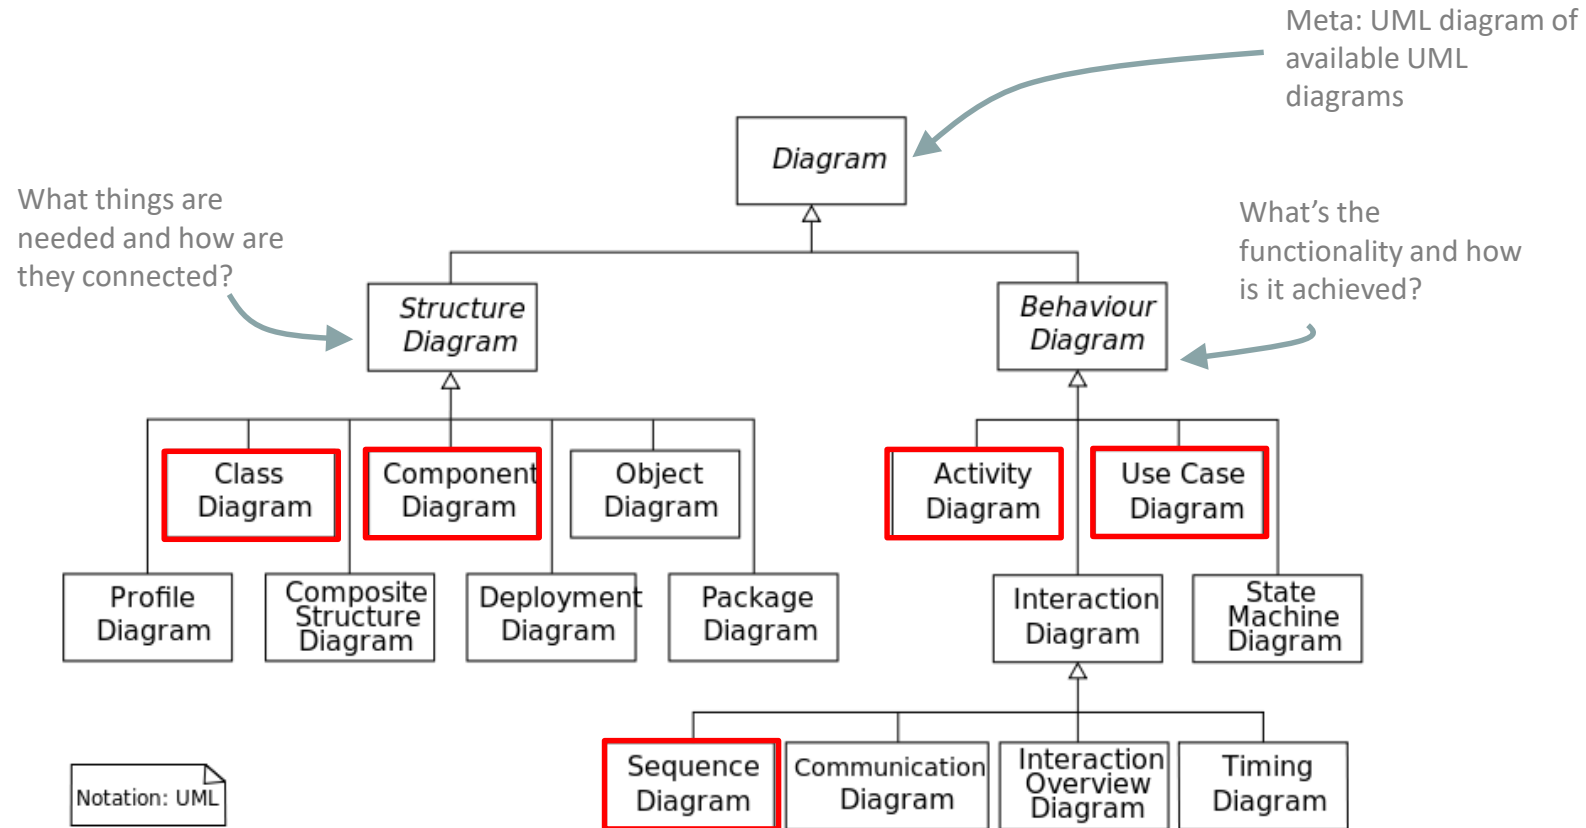 Meta: UML diagram of
available UML
diagrams
Diagram
What things are
needed and how are
they connected?
What’s the
functionality and how
is it achieved?
Structure
Diagram
Behaviour
Diagram
Class
Diagram
Component
Diagram
Object
Diagram
Activity
Diagram
Use Case
Diagram
Profile
Diagram
Composite
Structure
Diagram
Deployment
Diagram
Package
Diagram
Interaction
Diagram
State
Machine
Diagram
Sequence
Diagram
Communication
Diagram
Interaction
Overview
Diagram
Timing
Diagram
Notation: UML